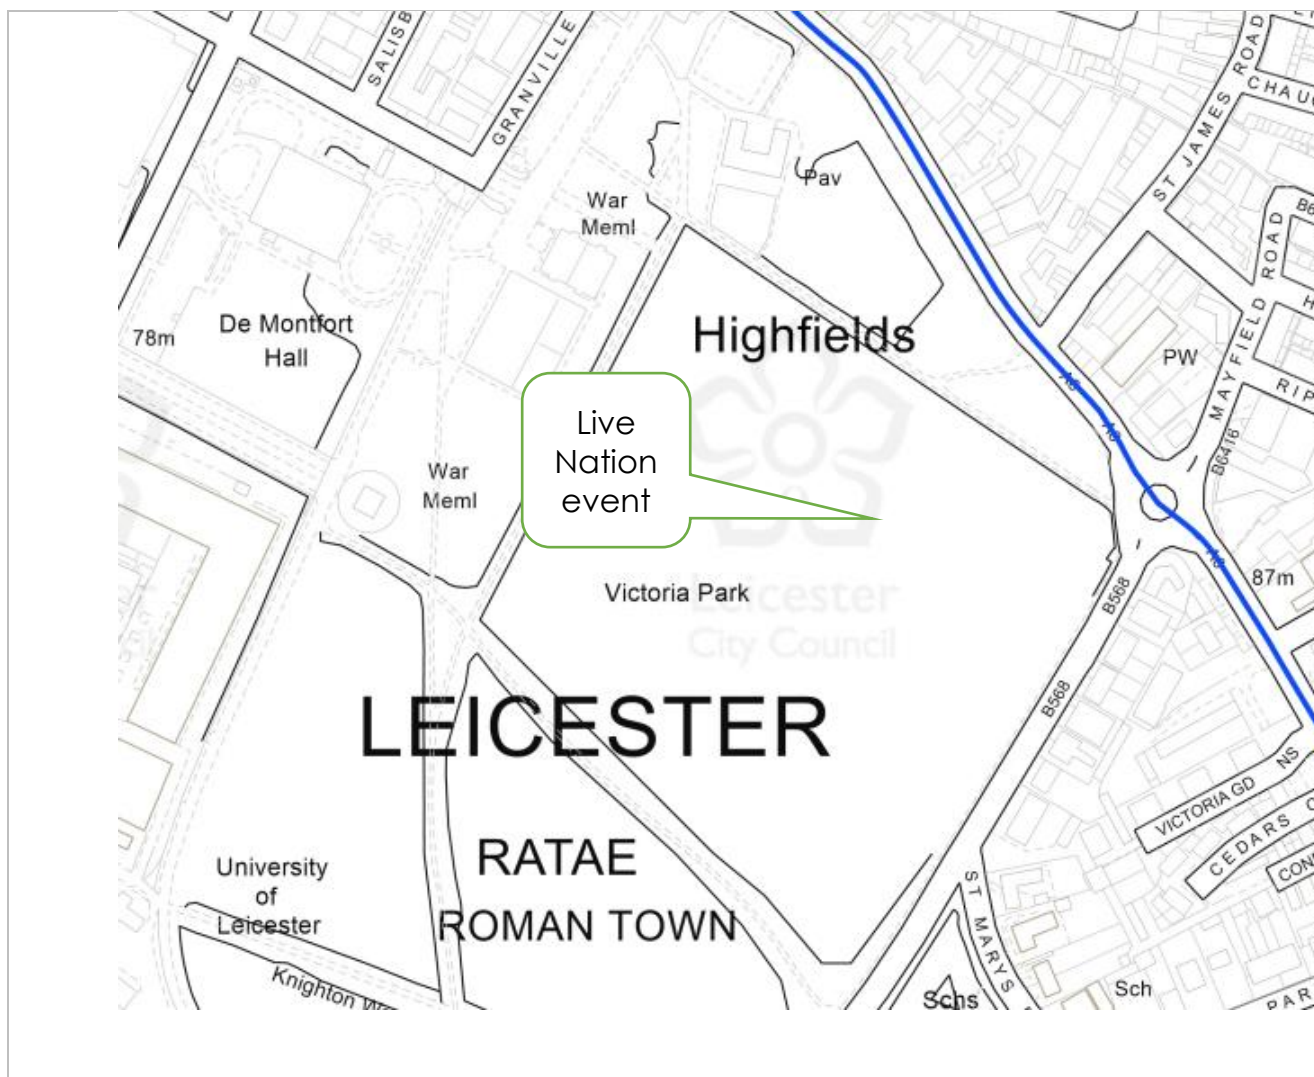 SALISB
GRANVILLE
ST JAMES ROAD
CHAUC
War
Meml
Pav
De Montfort
Hall
78m
Highfields
MAYFIELD ROAD
PW
RIP
B6416
A6
A6
A6
Live
Nation
event
War
Meml
Victoria Park
Leicester
City Council
87m
B568
B568
LEICESTER
VICTORIA GD
NS
CEDARS C
CON
RATAE
ROMAN TOWN
University
of
Leicester
Knighton W
ST MARYS
Schs
Sch
PAR